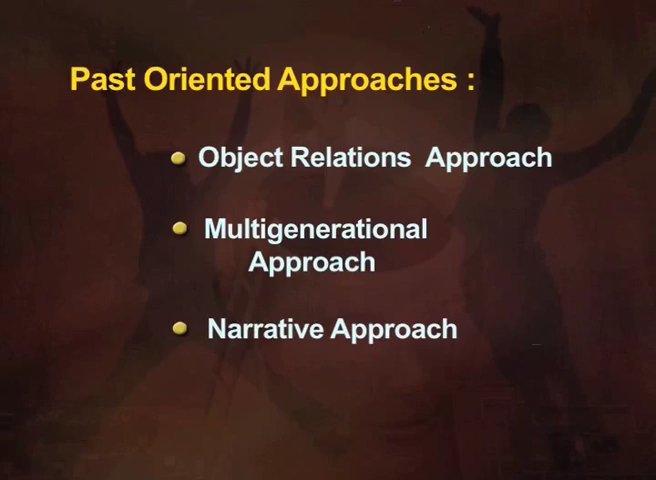 Past Oriented Approaches :
Object Relations Approach
Multigenerational
Approach
Narrative Approach